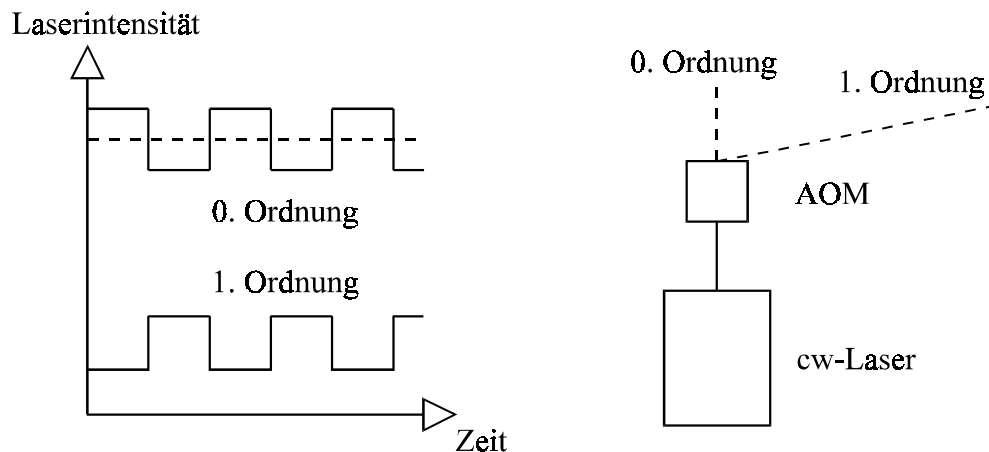 Laserintensität
0. Ordnung
1. Ordnung
Zeit
0. Ordnung
1. Ordnung
AOM
cw-Laser